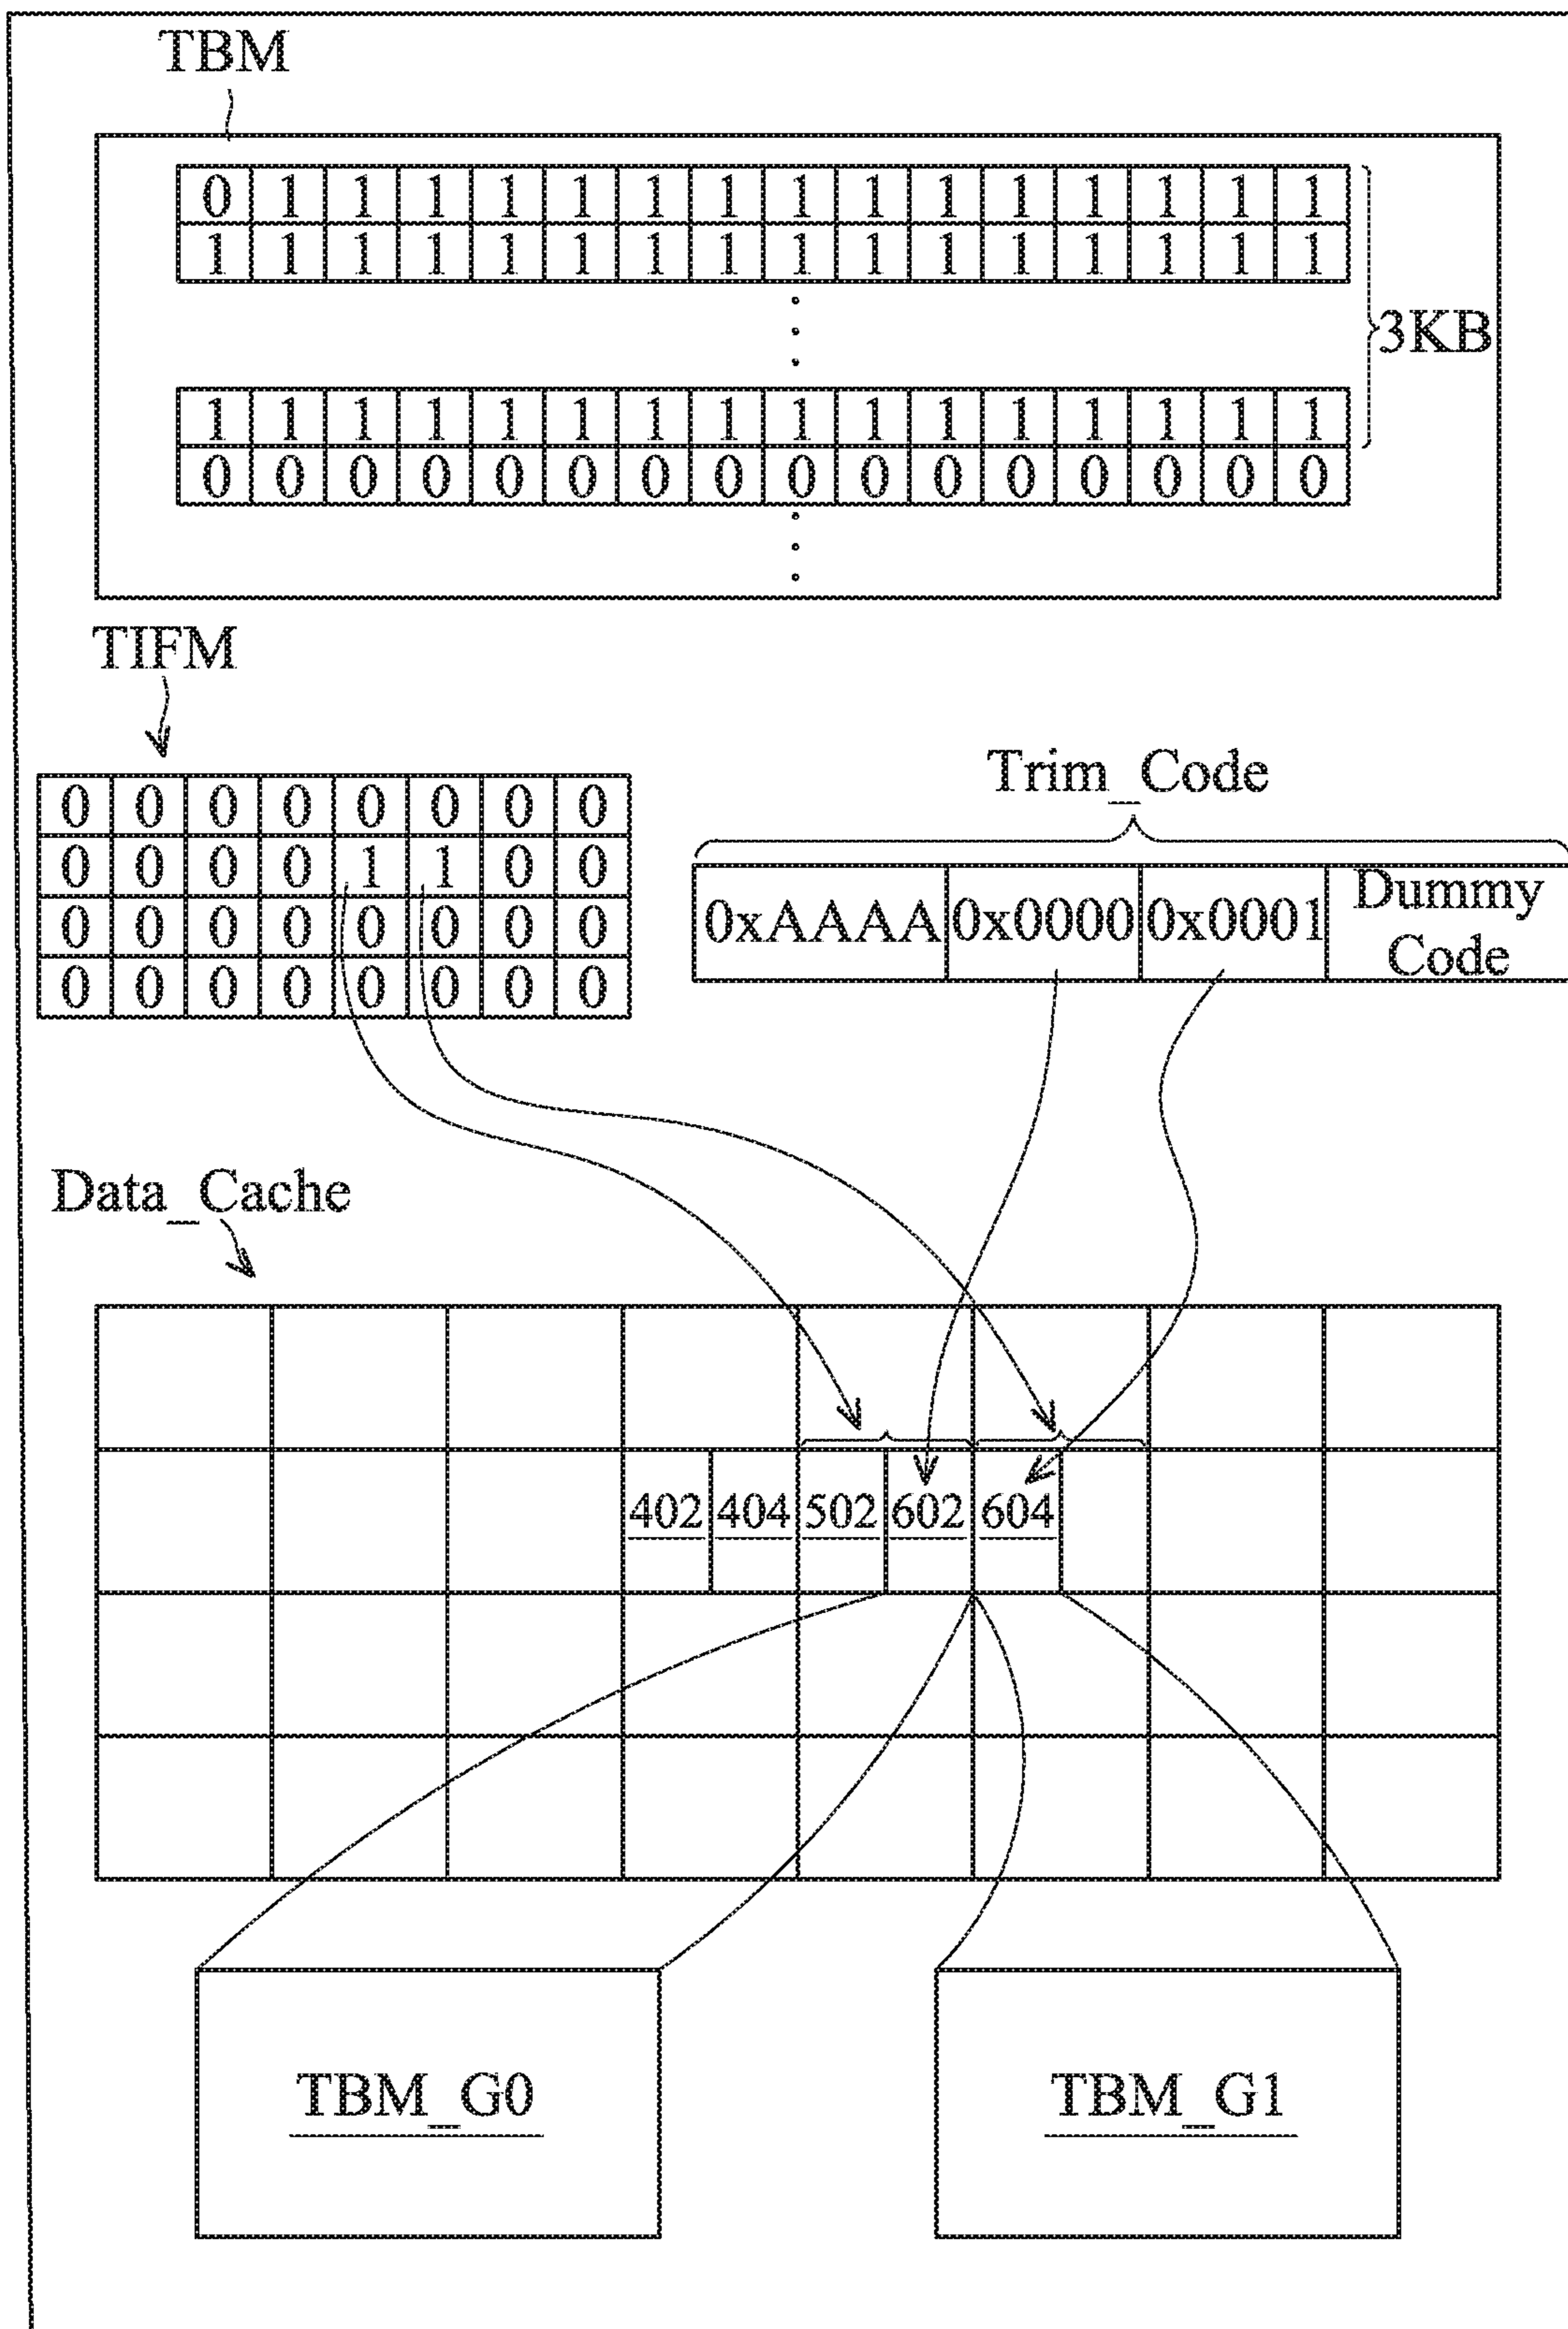 TBM
0 1 1 1 1 1 1 1 1 1 1 1 1 1 1 1
1 1 1 1 1 1 1 1 1 1 1 1 1 1 1 1
3KB
1 1 1 1 1 1 1 1 1 1 1 1 1 1 1 1
0 0 0 0 0 0 0 0 0 0 0 0 0 0 0 0
TIFM
0 0 0 0 0 0 0 0
0 0 0 0 1 1 0 0
0 0 0 0 0 0 0 0
0 0 0 0 0 0 0 0
Trim_Code
0xAAAA 0x0000 0x0001 Dummy
Code
Data_Cache
402 404 502 602 604
TBM_G0 TBM_G1